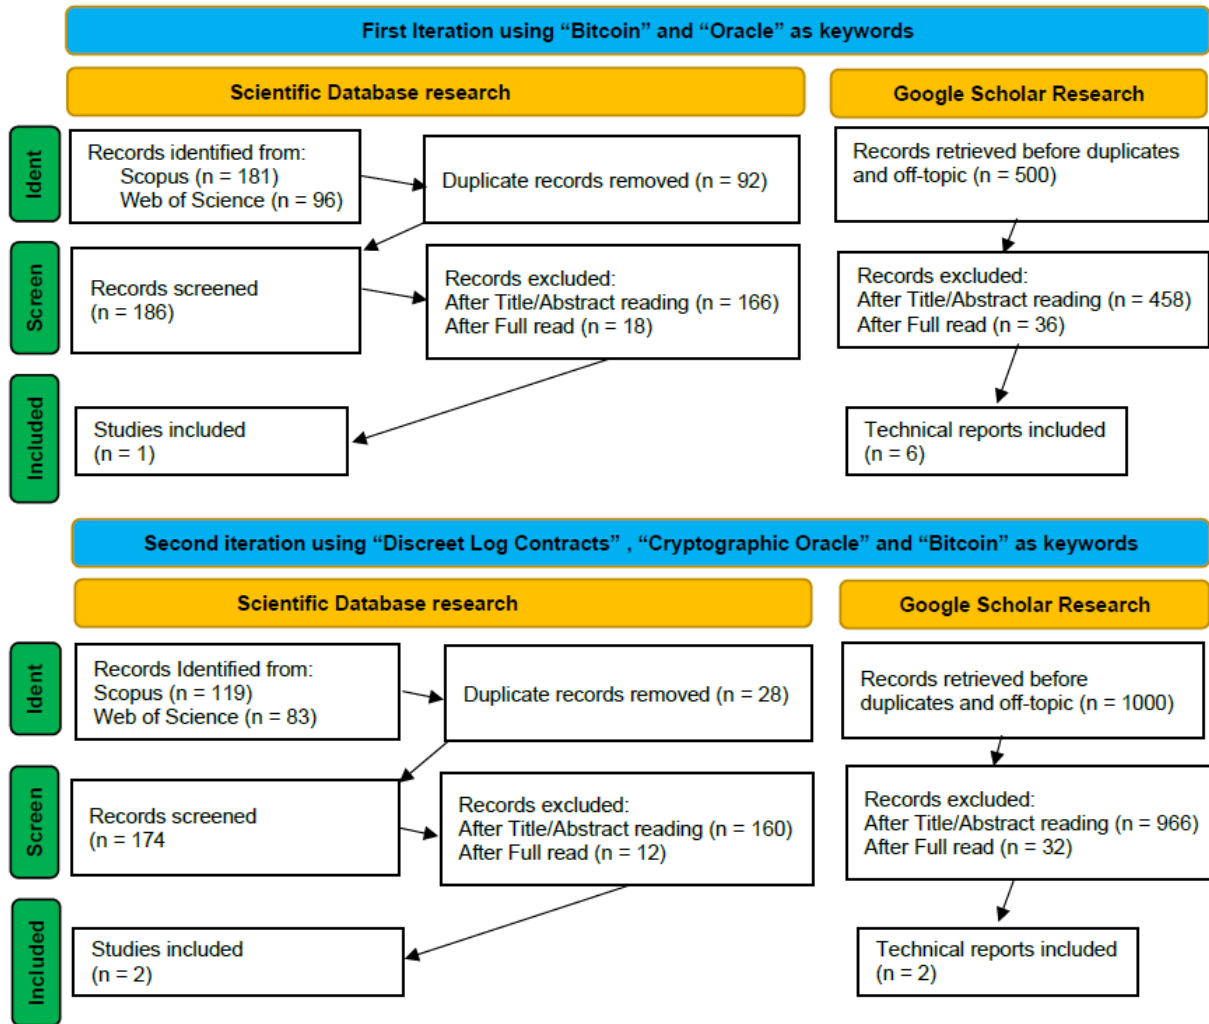 First Iteration using “Bitcoin” and “Oracle” as keywords
Scientific Database research
Google Scholar Research
Ident
Records identified from:
Scopus (n = 181)
Web of Science (n = 96)
Duplicate records removed (n = 92)
Records retrieved before duplicates
and off-topic (n = 500)
Screen
Records screened
(n = 186)
Records excluded:
After Title/Abstract reading (n = 166)
After Full read (n = 18)
Records excluded:
After Title/Abstract reading (n = 458)
After Full read (n = 36)
Included
Studies included
(n = 1)
Technical reports included
(n = 6)
Second iteration using “Discreet Log Contracts” , “Cryptographic Oracle” and “Bitcoin” as keywords
Scientific Database research
Google Scholar Research
Ident
Records Identified from:
Scopus (n = 119)
Web of Science (n = 83)
Duplicate records removed (n = 28)
Records retrieved before
duplicates and off-topic (n = 1000)
Screen
Records screened
(n = 174
Records excluded:
After Title/Abstract reading (n = 160)
After Full read (n = 12)
Records excluded:
After Title/Abstract reading (n = 966)
After Full read (n = 32)
Included
Studies included
(n = 2)
Technical reports included
(n = 2)